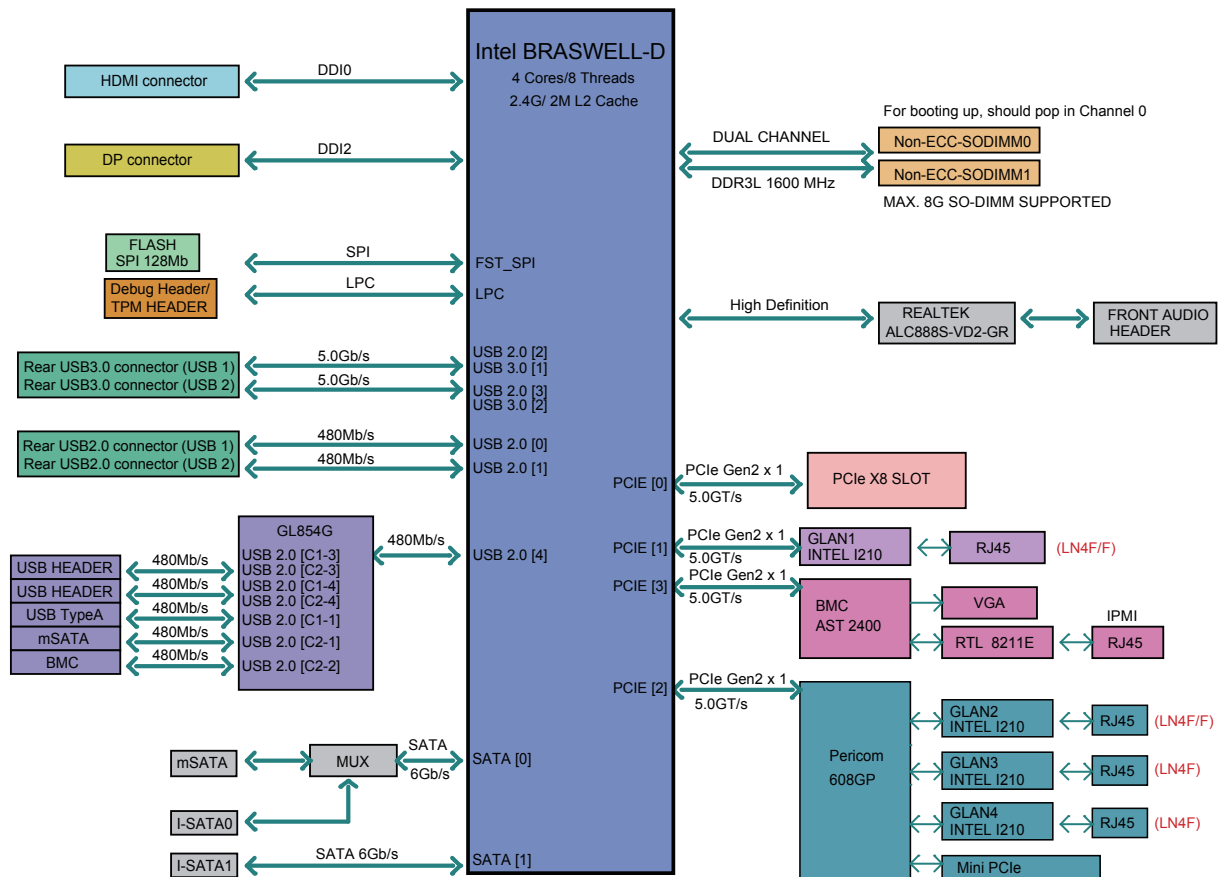 Intel BRASWELL-D
4 Cores/8 Threads
2.4G/ 2M L2 Cache
HDMI connector
DDI0
DP connector
DDI2
FLASH
SPI 128Mb
SPI
FST_SPI
Debug Header/
TPM HEADER
LPC
LPC
Rear USB3.0 connector (USB 1)
Rear USB3.0 connector (USB 2)
5.0Gb/s
5.0Gb/s
USB 2.0 [2]
USB 3.0 [1]
USB 2.0 [3]
USB 3.0 [2]
Rear USB2.0 connector (USB 1)
Rear USB2.0 connector (USB 2)
480Mb/s
480Mb/s
USB 2.0 [0]
USB 2.0 [1]
USB HEADER
USB HEADER
USB TypeA
mSATA
BMC
480Mb/s
480Mb/s
480Mb/s
480Mb/s
480Mb/s
GL854G
USB 2.0 [C1-3]
USB 2.0 [C2-3]
USB 2.0 [C1-4]
USB 2.0 [C2-4]
USB 2.0 [C1-1]
USB 2.0 [C2-1]
USB 2.0 [C2-2]
480Mb/s
USB 2.0 [4]
mSATA
MUX
SATA
6Gb/s
SATA [0]
I-SATA0
I-SATA1
SATA 6Gb/s
SATA [1]
For booting up, should pop in Channel 0
DUAL CHANNEL
Non-ECC-SODIMM0
Non-ECC-SODIMM1
DDR3L 1600 MHz
MAX. 8G SO-DIMM SUPPORTED
High Definition
REALTEK
ALC888S-VD2-GR
FRONT AUDIO
HEADER
PCIE [0]
PCIe Gen2 x 1
5.0GT/s
PCIe X8 SLOT
PCIE [1]
PCIe Gen2 x 1
5.0GT/s
GLAN1
INTEL I210
RJ45
(LN4F/F)
PCIE [3]
PCIe Gen2 x 1
5.0GT/s
BMC
AST 2400
VGA
RTL 8211E
IPMI
RJ45
PCIE [2]
PCIe Gen2 x 1
5.0GT/s
Pericom
608GP
GLAN2
INTEL I210
RJ45
(LN4F/F)
GLAN3
INTEL I210
RJ45
(LN4F)
GLAN4
INTEL I210
RJ45
(LN4F)
Mini PCIe